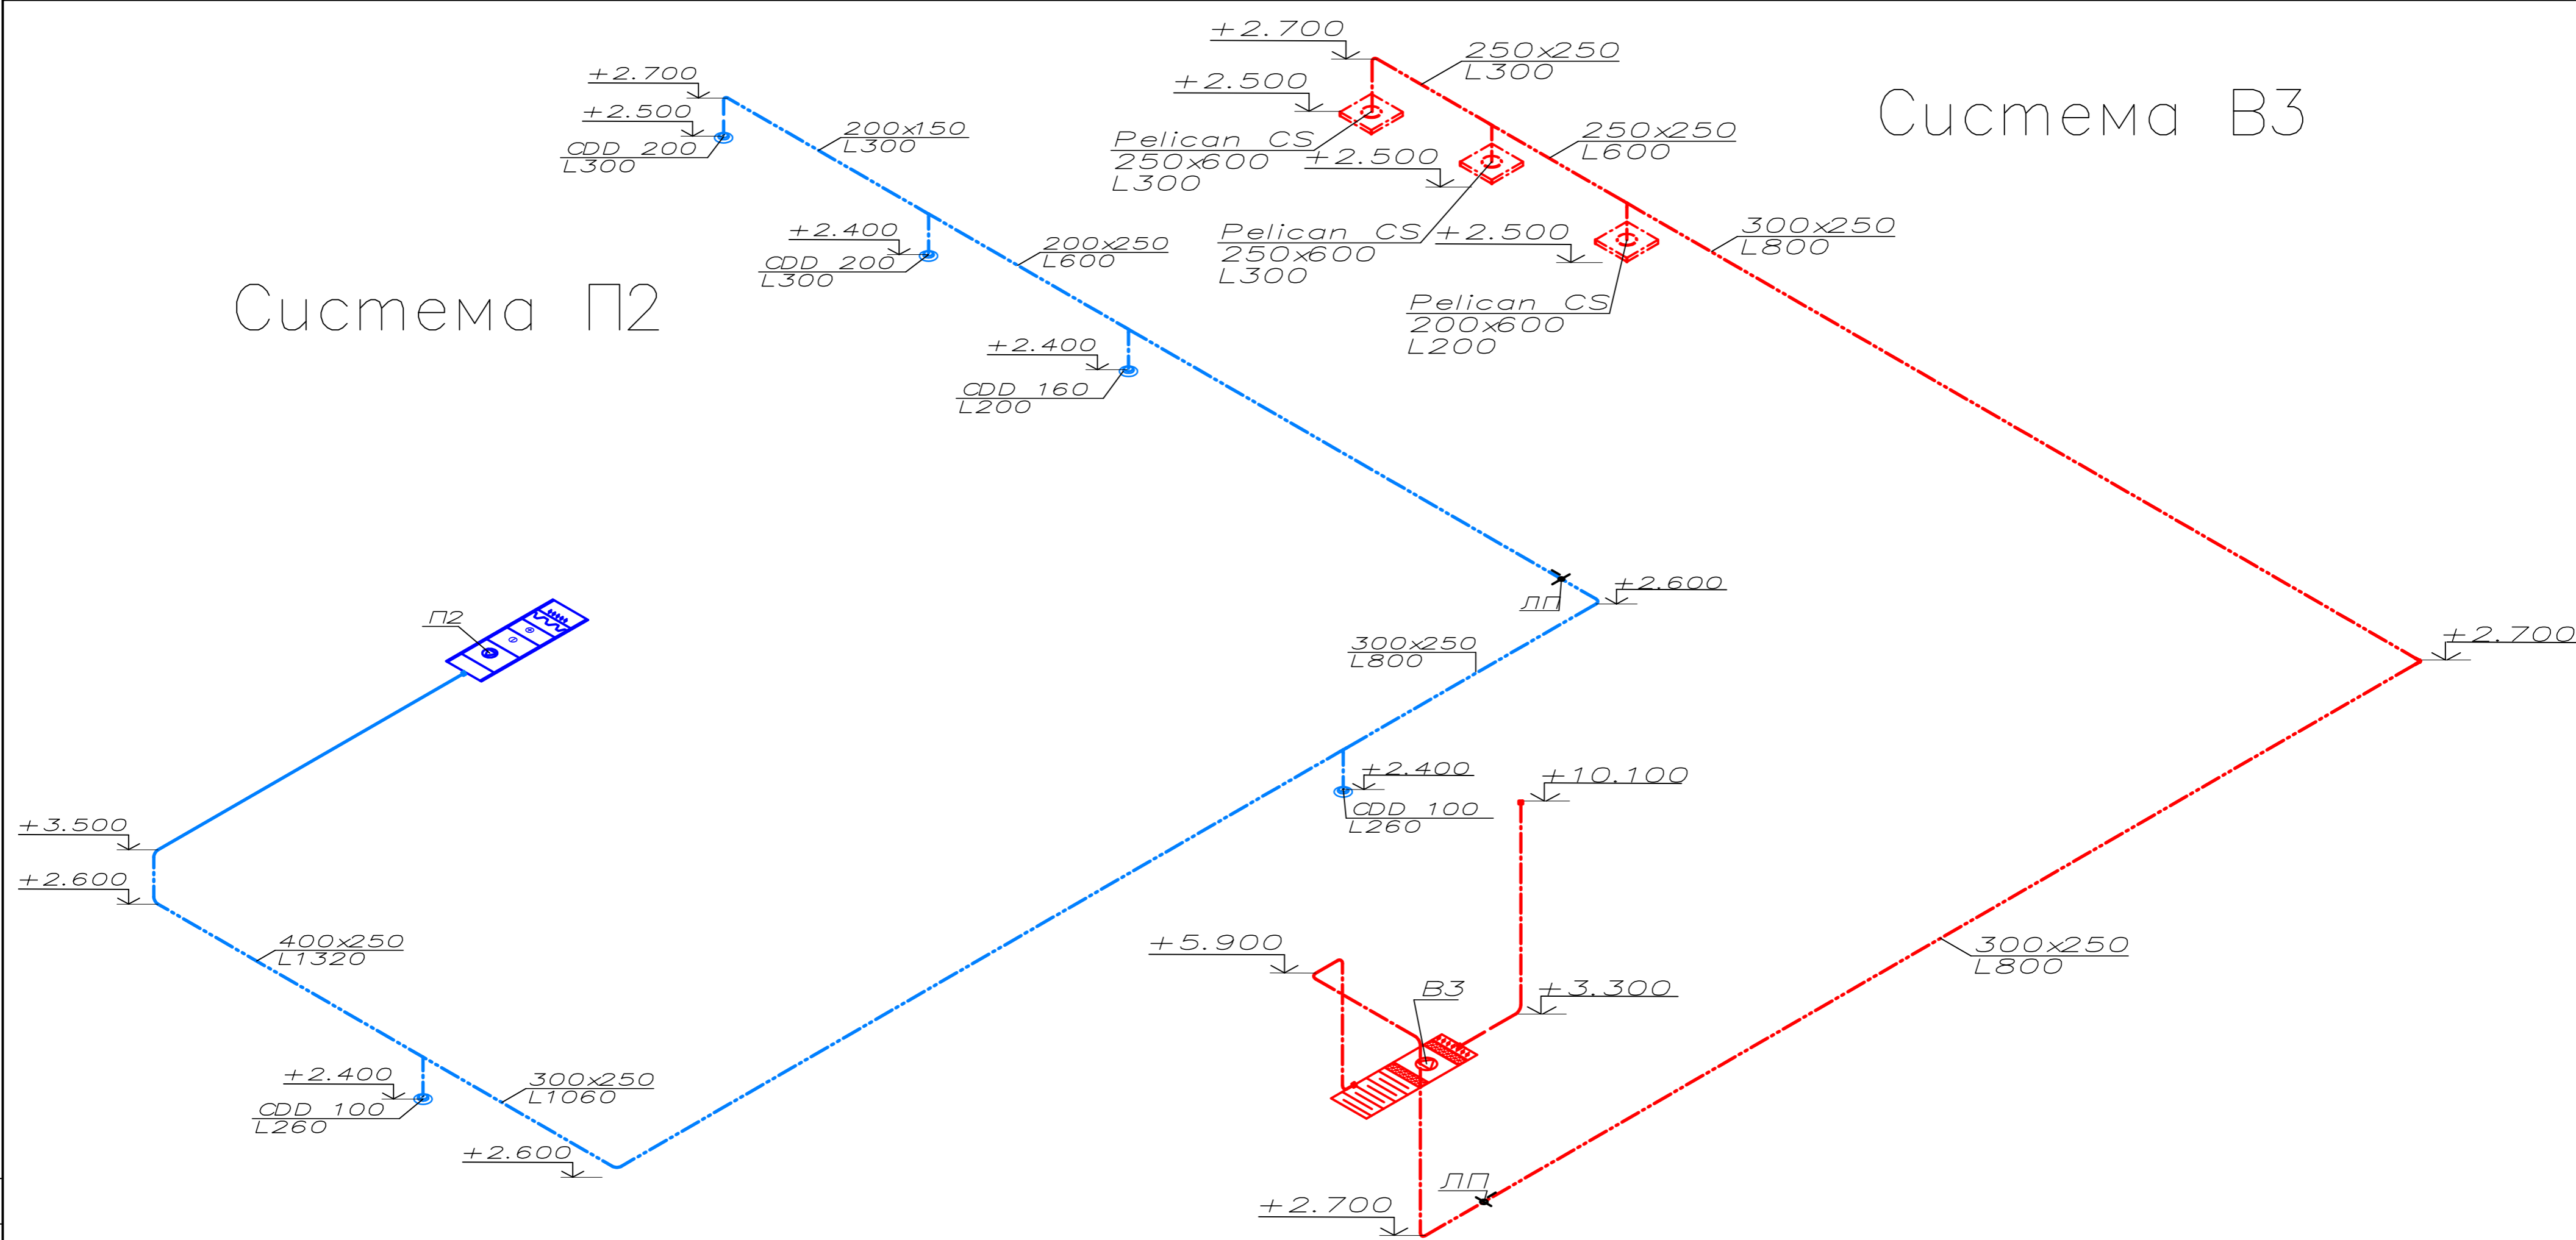 Система П2
+2.700
+2.500
CDD 200
L300
200x150
L300
+2.400
CDD 200
L300
200x250
L600
+2.400
CDD 160
L200
ЛП
+2.600
300x250
L800
+2.400
CDD 100
L260
П2
+3.500
+2.600
400x250
L1320
+2.400
CDD 100
L260
300x250
L1060
+2.600
Система В3
+2.700
+2.500
250x250
L300
Pelican CS
250x600
L300
+2.500
250x250
L600
Pelican CS
250x600
L300
+2.500
300x250
L800
Pelican CS
200x600
L200
+2.700
+10.100
+5.900
В3
+3.300
300x250
L800
ЛП
+2.700